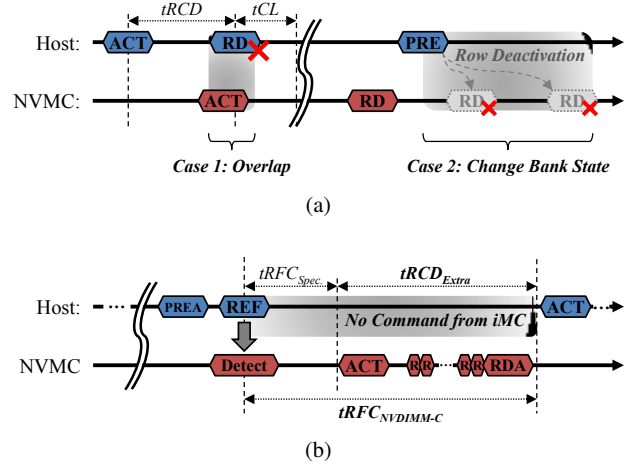 tRCD tCL
Host: ACT RD PRE Row Deactivation
NVMC: ACT RD RD RD
Case 1: Overlap Case 2: Change Bank State
(a)
tRFCSpec. tRCDExtra
Host: ... PREA REF No Command from iMC ACT ...
NVMC Detect ACT R R ... R R RDA
tRFCNVDIMM-C
(b)